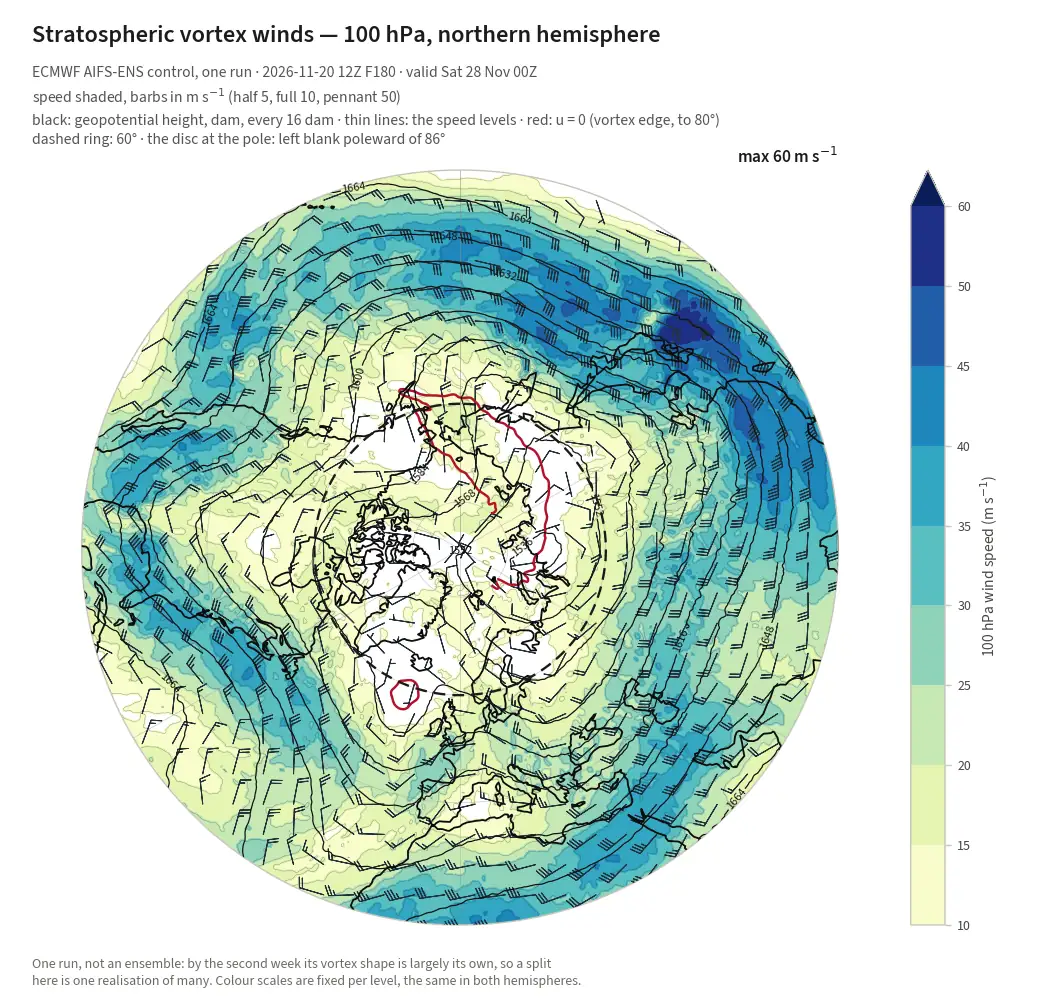 Stratospheric vortex winds — 100 hPa, northern hemisphere
ECMWF AIFS-ENS control, one run · 2026-11-20 12Z F180 · valid Sat 28 Nov 00Z
speed shaded, barbs in m s⁻¹ (half 5, full 10, pennant 50)
black: geopotential height, dam, every 16 dam · thin lines: the speed levels · red: u = 0 (vortex edge, to 80°)
dashed ring: 60° · the disc at the pole: left blank poleward of 86°
max 60 m s⁻¹
1664
1664
1648
1632
1664
1600
1584
1568
1552
1536
1616
1648
1664
60
50
45
40
35
30
25
20
15
10
100 hPa wind speed (m s⁻¹)
One run, not an ensemble: by the second week its vortex shape is largely its own, so a split
here is one realisation of many. Colour scales are fixed per level, the same in both hemispheres.